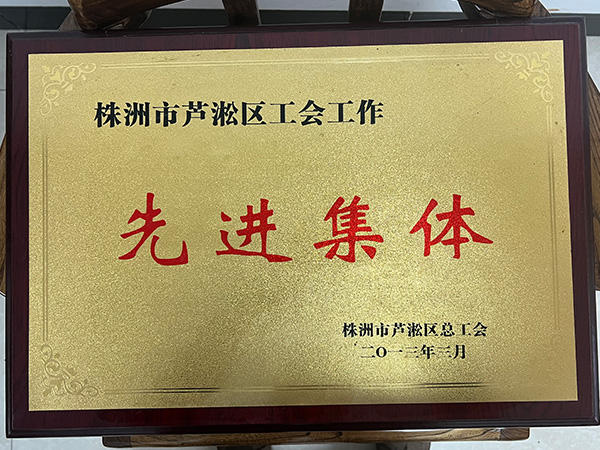 株洲市芦淞区工会工作
先进集体
株洲市芦淞区总工会
二〇一三年三月